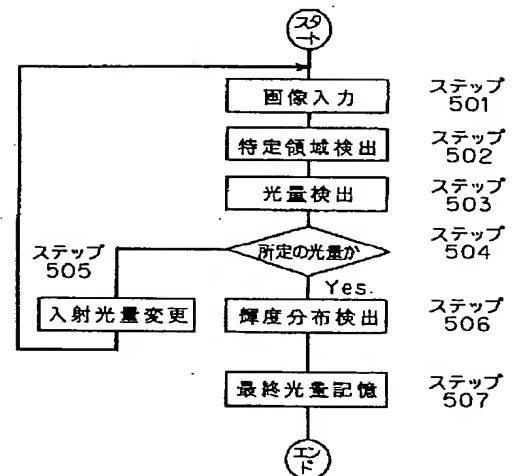 スタ
ート
画像入力
ステップ
501
特定領域検出
ステップ
502
光量検出
ステップ
503
所定の光量か
ステップ
504
ステップ
505
Yes.
入射光量変更
輝度分布検出
ステップ
506
最終光量記憶
ステップ
507
エン
ド